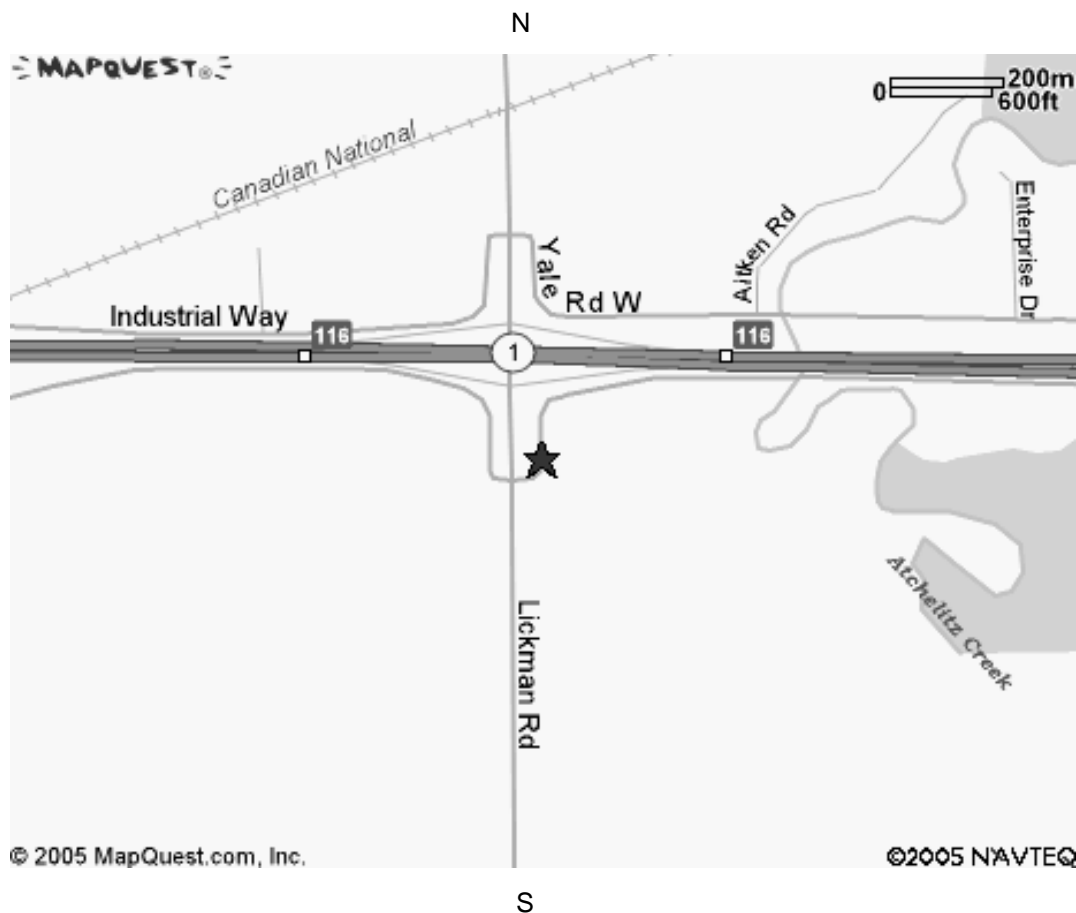 N
MAPQUEST®
0 200m
600ft
Canadian National
Enterprise Dr
Aitken Rd
Yale
Rd W
Industrial Way
116
116
1
Atchelitz Creek
Lickman Rd
© 2005 MapQuest.com, Inc.
©2005 NAVTEQ
S